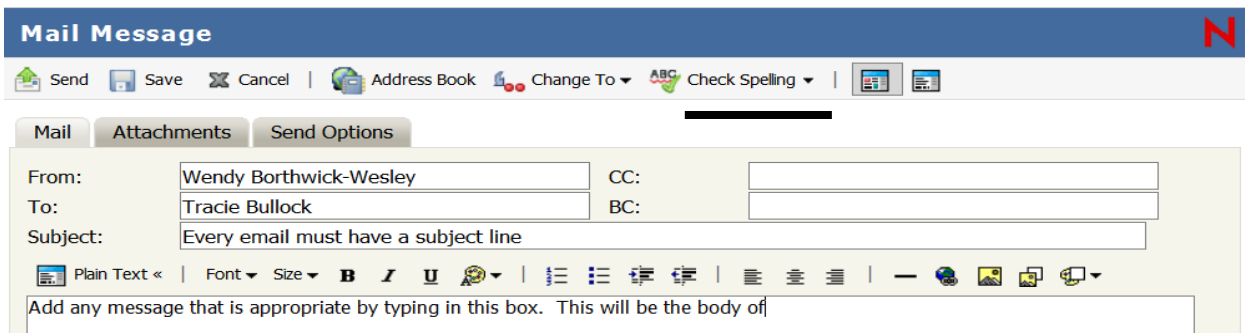 Mail Message N
Send Save Cancel | Address Book Change To ABC Check Spelling |
Mail Attachments Send Options
From: Wendy Borthwick-Wesley CC:
To: Tracie Bullock BC:
Subject: Every email must have a subject line
Plain Text « | Font Size B I U | | |
Add any message that is appropriate by typing in this box. This will be the body of